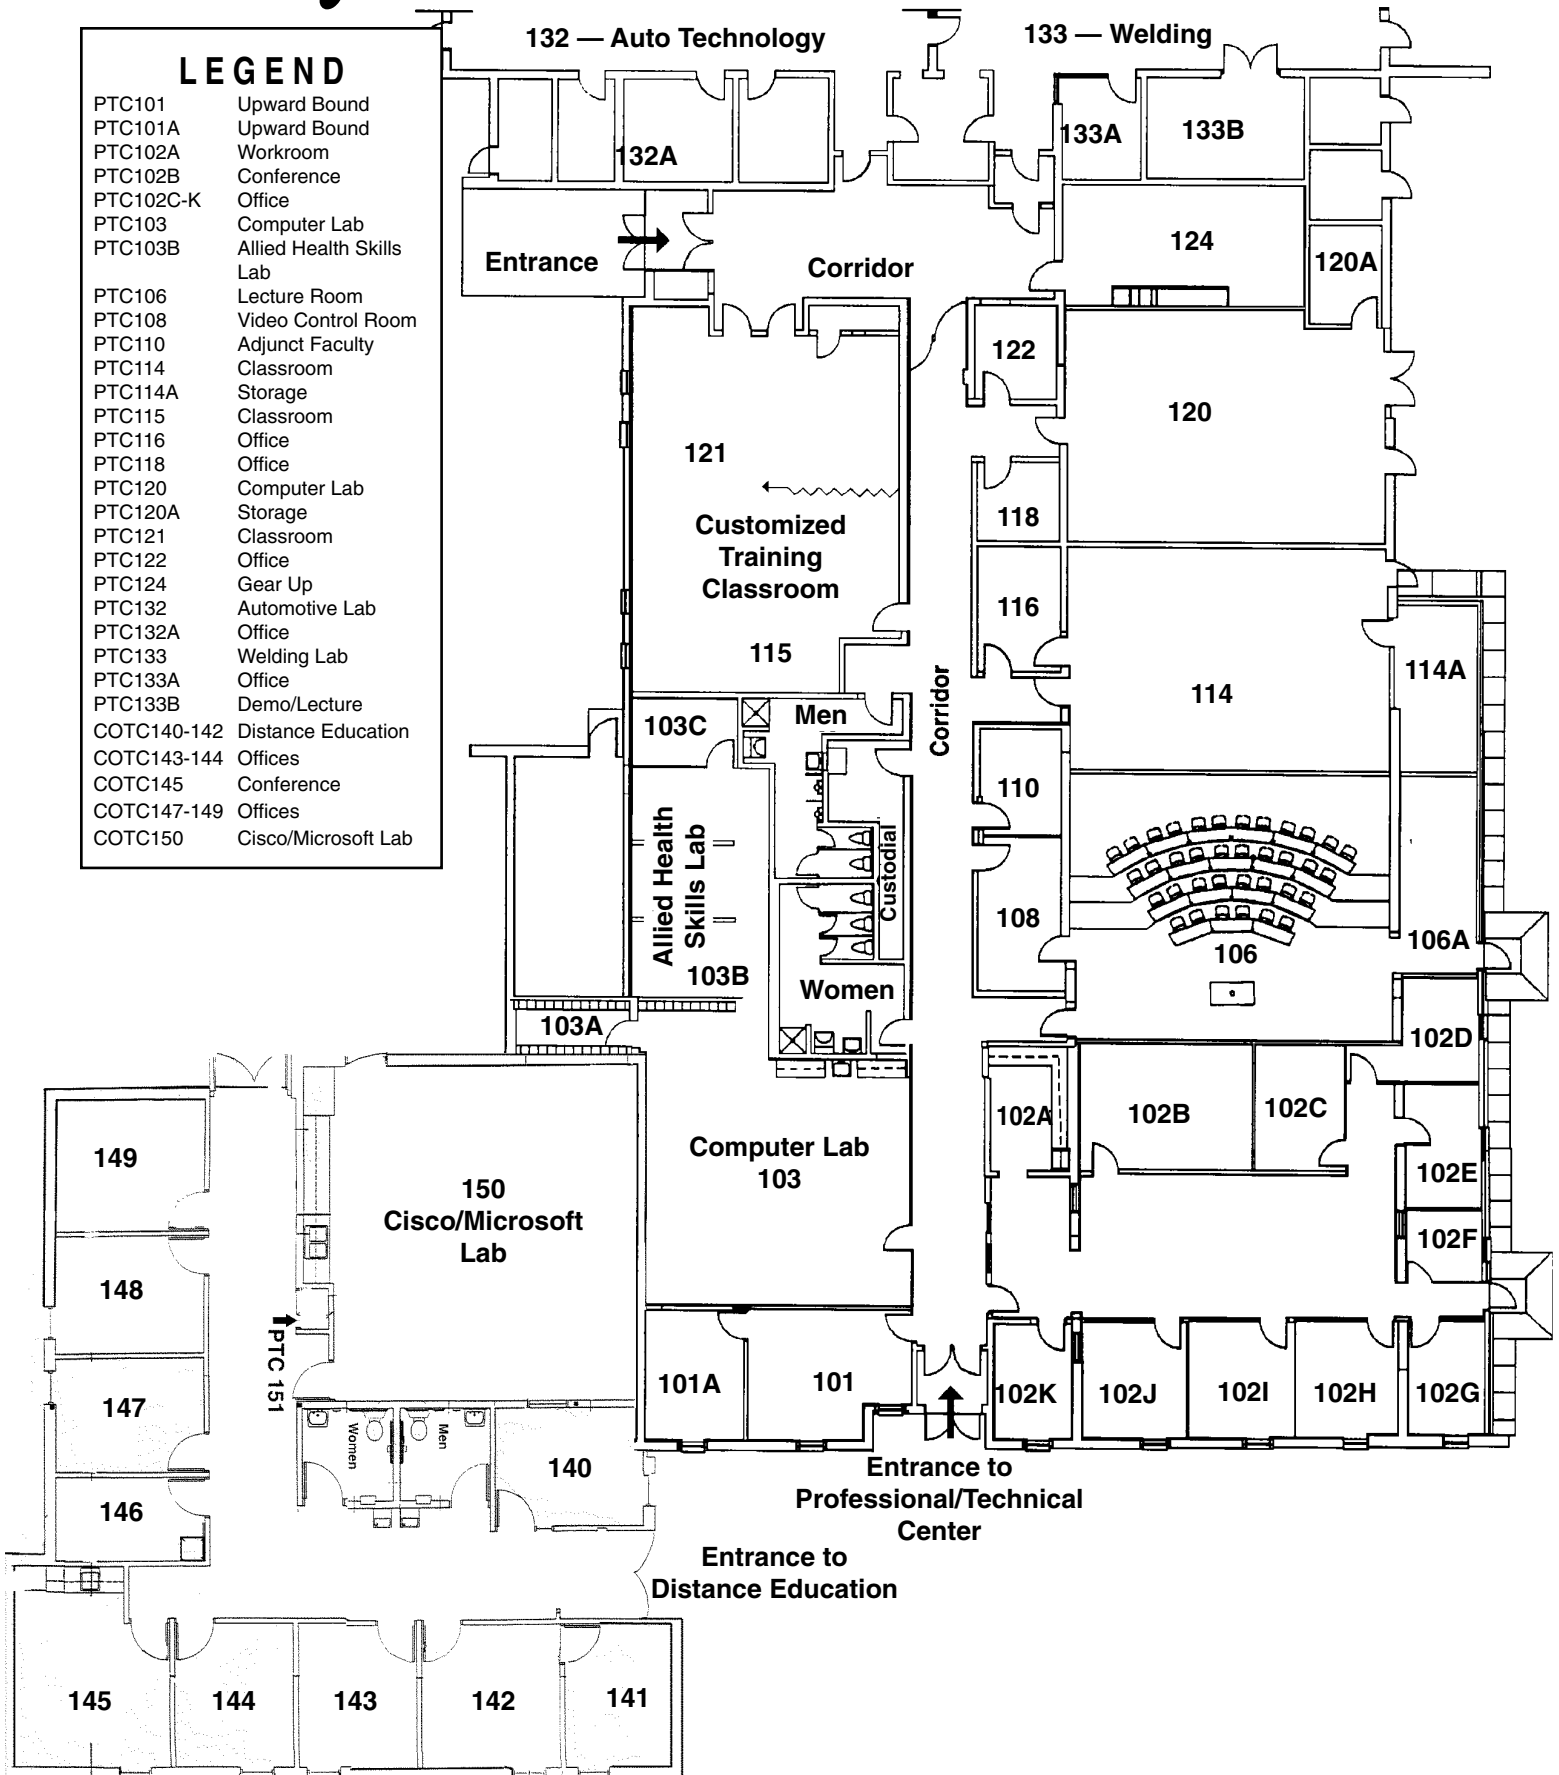 132 — Auto Technology
133 — Welding
LEGEND
PTC101 Upward Bound
PTC101A Upward Bound
PTC102A Workroom
PTC102B Conference
PTC102C-K Office
PTC103 Computer Lab
PTC103B Allied Health Skills
Lab
PTC106 Lecture Room
PTC108 Video Control Room
PTC110 Adjunct Faculty
PTC114 Classroom
PTC114A Storage
PTC115 Classroom
PTC116 Office
PTC118 Office
PTC120 Computer Lab
PTC120A Storage
PTC121 Classroom
PTC122 Office
PTC124 Gear Up
PTC132 Automotive Lab
PTC132A Office
PTC133 Welding Lab
PTC133A Office
PTC133B Demo/Lecture
COTC140-142 Distance Education
COTC143-144 Offices
COTC145 Conference
COTC147-149 Offices
COTC150 Cisco/Microsoft Lab
132A
133A
133B
Entrance
Corridor
124
120A
122
120
121
118
Customized
Training
Classroom
116
115
114
114A
Corridor
103C
Men
110
Allied Health
Skills Lab
Custodial
108
106
106A
103B
Women
103A
102D
102A
102B
102C
Computer Lab
103
102E
102F
149
150
Cisco/Microsoft
Lab
148
PTC 151
101A
101
102K
102J
102I
102H
102G
147
Women
Men
140
146
Entrance to
Professional/Technical
Center
Entrance to
Distance Education
145
144
143
142
141